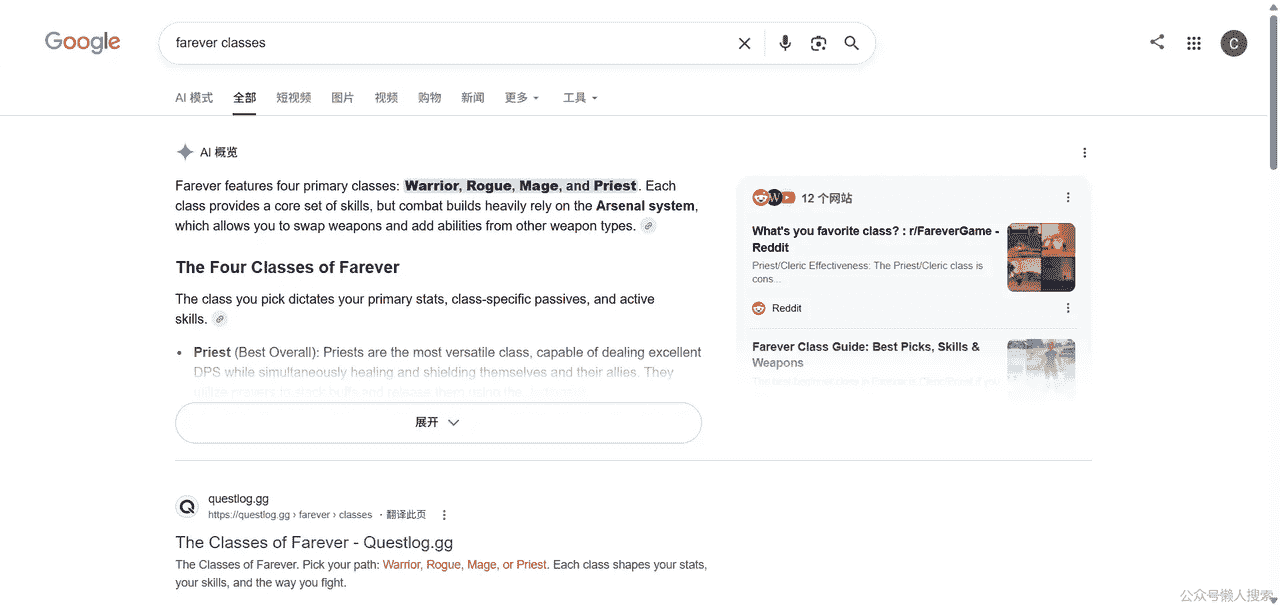 Google
farever classes
C
AI 模式
全部
短视频
图片
视频
购物
新闻
更多
工具
AI 概览
Farever features four primary classes: Warrior, Rogue, Mage, and Priest. Each
class provides a core set of skills, but combat builds heavily rely on the Arsenal system,
which allows you to swap weapons and add abilities from other weapon types.
The Four Classes of Farever
The class you pick dictates your primary stats, class-specific passives, and active
skills.
• Priest (Best Overall): Priests are the most versatile class, capable of dealing excellent
DPS while simultaneously healing and shielding themselves and their allies. They
展开
W
12 个网站
What's you favorite class? : r/FareverGame -
Reddit
Priest/Cleric Effectiveness: The Priest/Cleric class is
cons...
Reddit
Farever Class Guide: Best Picks, Skills &
Weapons
questlog.gg
https://questlog.gg › farever › classes · 翻译此页
The Classes of Farever - Questlog.gg
The Classes of Farever. Pick your path: Warrior, Rogue, Mage, or Priest. Each class shapes your stats,
your skills, and the way you fight.
公众号懒人搜索